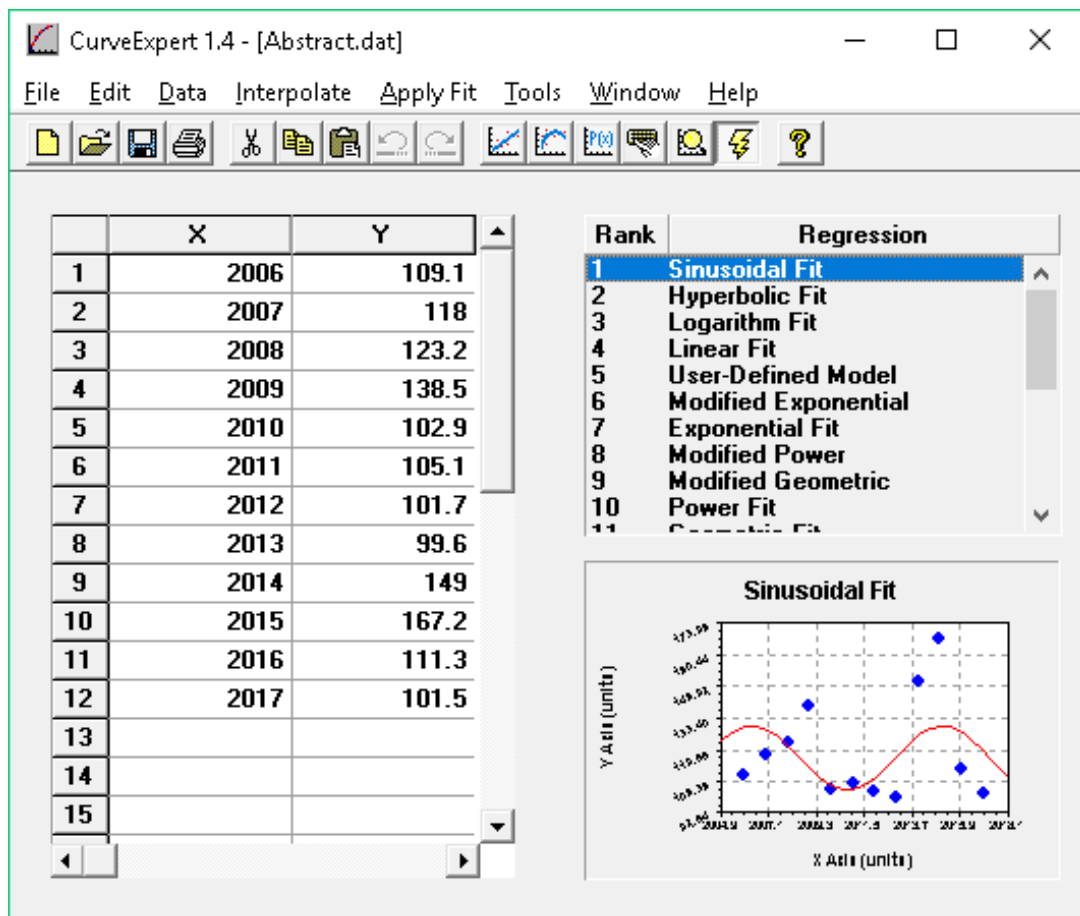 CurveExpert 1.4 - [Abstract.dat]
File Edit Data Interpolate Apply Fit Tools Window Help
P(x)
X Y
1 2006 109.1
2 2007 118
3 2008 123.2
4 2009 138.5
5 2010 102.9
6 2011 105.1
7 2012 101.7
8 2013 99.6
9 2014 149
10 2015 167.2
11 2016 111.3
12 2017 101.5
13
14
15
Rank Regression
1 Sinusoidal Fit
2 Hyperbolic Fit
3 Logarithm Fit
4 Linear Fit
5 User-Defined Model
6 Modified Exponential
7 Exponential Fit
8 Modified Power
9 Modified Geometric
10 Power Fit
11 Geometric Fit
Sinusoidal Fit
Y Axis (units)
X Axis (units)